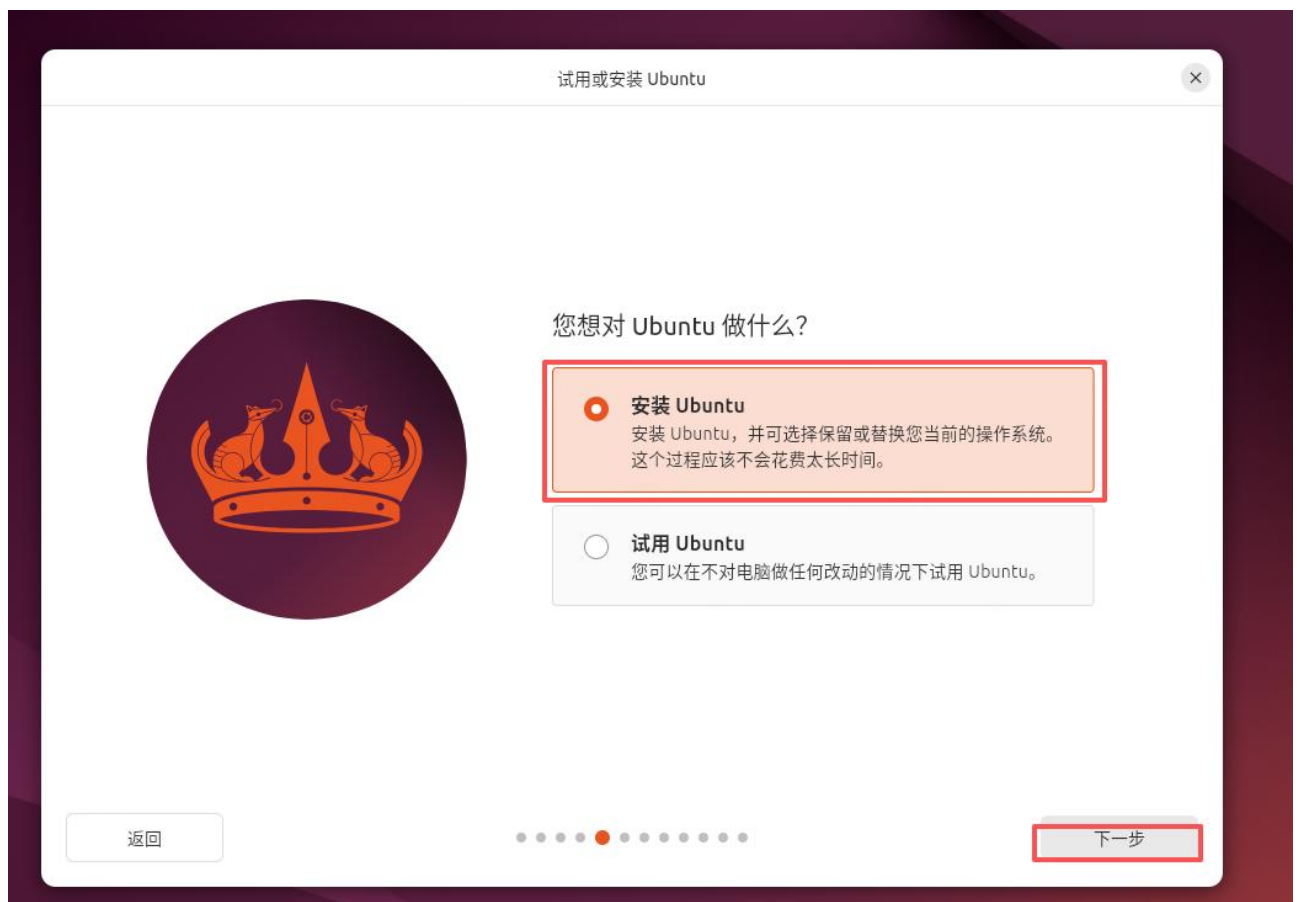 试用或安装 Ubuntu
您想对 Ubuntu 做什么？
安装 Ubuntu
安装 Ubuntu，并可选择保留或替换您当前的操作系统。
这个过程应该不会花费太长时间。
试用 Ubuntu
您可以在不对电脑做任何改动的情况下试用 Ubuntu。
返回
下一步